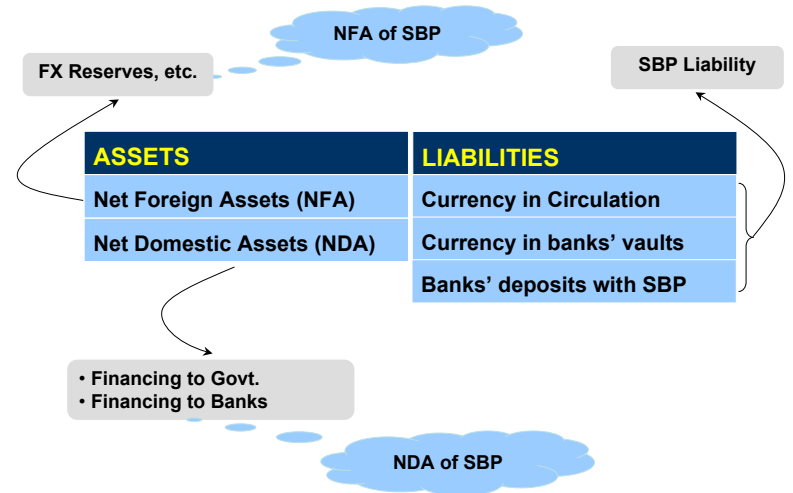 NFA of SBP
FX Reserves, etc.
SBP Liability
ASSETS
LIABILITIES
Net Foreign Assets (NFA)
Currency in Circulation
Net Domestic Assets (NDA)
Currency in banks’ vaults
Banks’ deposits with SBP
• Financing to Govt.
• Financing to Banks
NDA of SBP